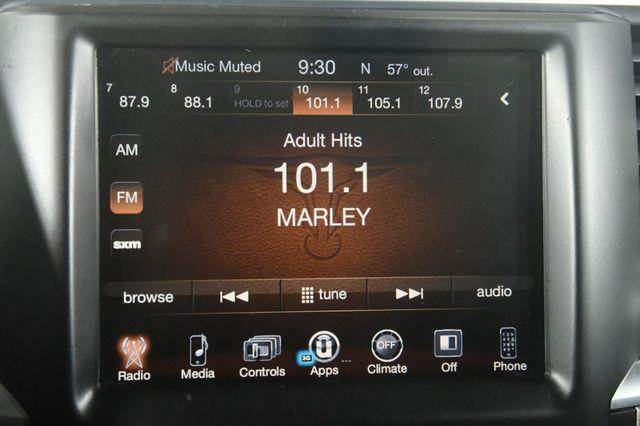 Music Muted 9:30 N 57° out.
7 8 9 10 11 12
87.9 88.1 HOLD to set 101.1 105.1 107.9
Adult Hits
AM
101.1
FM
MARLEY
sxm
browse tune audio
OFF
3G
Radio Media Controls Apps Climate Off Phone